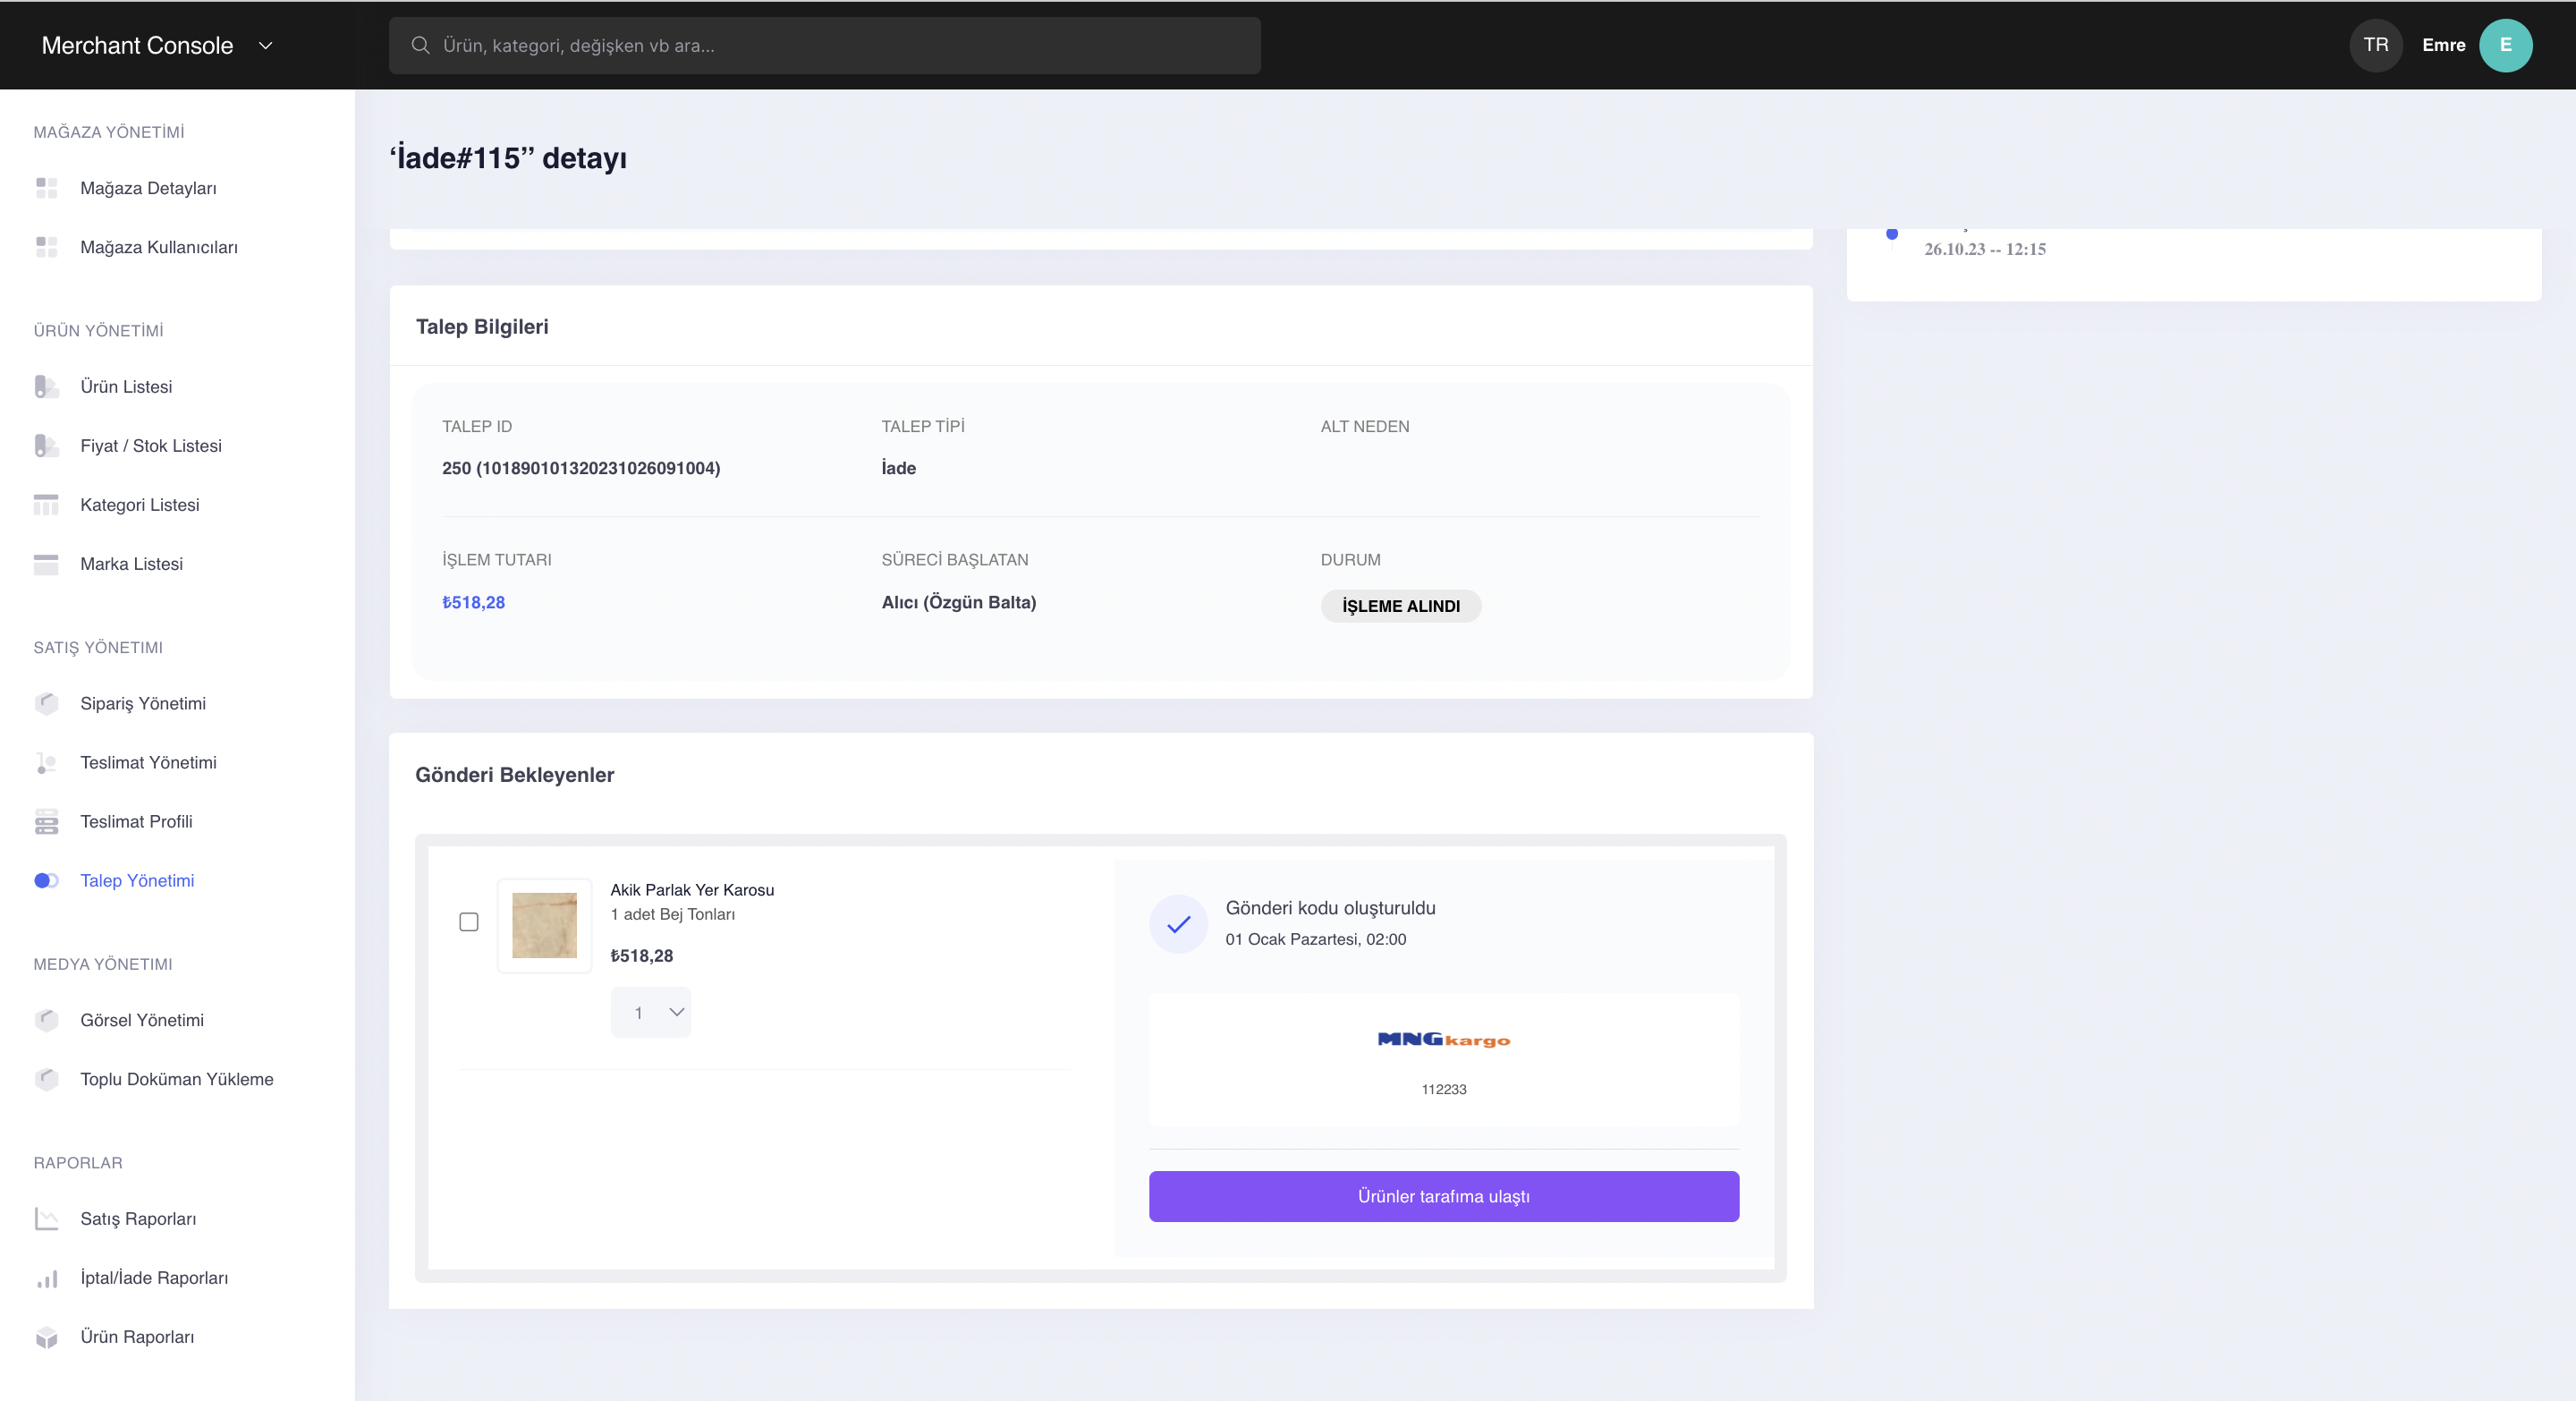 Merchant Console
Ürün, kategori, değişken vb ara...
TR
Emre
E
MAĞAZA YÖNETİMİ
Mağaza Detayları
Mağaza Kullanıcıları
ÜRÜN YÖNETİMİ
Ürün Listesi
Fiyat / Stok Listesi
Kategori Listesi
Marka Listesi
SATIŞ YÖNETIMI
Sipariş Yönetimi
Teslimat Yönetimi
Teslimat Profili
Talep Yönetimi
MEDYA YÖNETIMI
Görsel Yönetimi
Toplu Doküman Yükleme
RAPORLAR
Satış Raporları
İptal/İade Raporları
Ürün Raporları
‘İade#115’’ detayı
26.10.23 -- 12:15
Talep Bilgileri
TALEP ID
TALEP TİPİ
ALT NEDEN
250 (101890101320231026091004)
İade
İŞLEM TUTARI
SÜRECİ BAŞLATAN
DURUM
₺518,28
Alıcı (Özgün Balta)
İŞLEME ALINDI
Gönderi Bekleyenler
Akik Parlak Yer Karosu
1 adet Bej Tonları
₺518,28
1
Gönderi kodu oluşturuldu
01 Ocak Pazartesi, 02:00
MNGkargo
112233
Ürünler tarafıma ulaştı